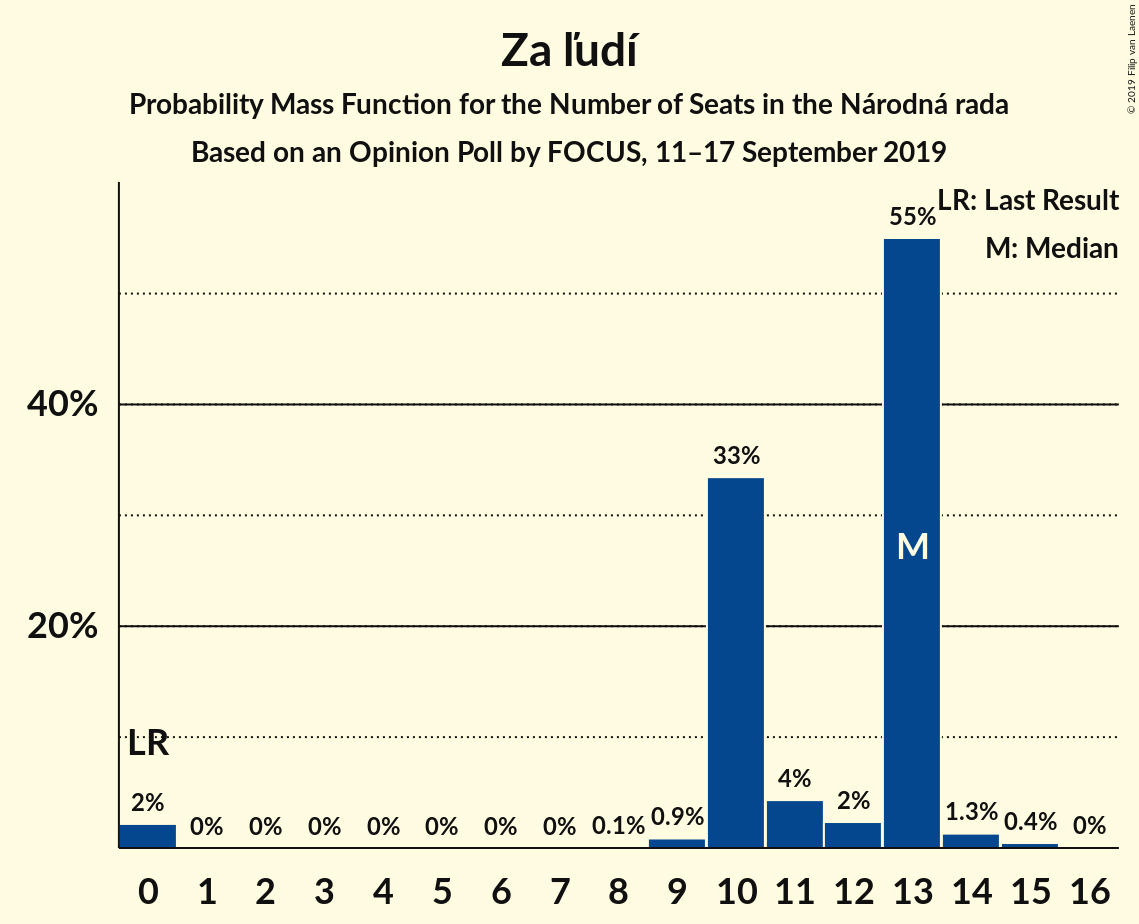 Za ľudí
Probability Mass Function for the Number of Seats in the Národná rada
Based on an Opinion Poll by FOCUS, 11–17 September 2019
© 2019 Filip van Laenen
LR: Last Result
M: Median
55%
40%
33%
M
20%
LR
2%
0%
0%
0%
0%
0%
0%
0%
0.1%
0.9%
4%
2%
1.3%
0.4%
0%
0 1 2 3 4 5 6 7 8 9 10 11 12 13 14 15 16